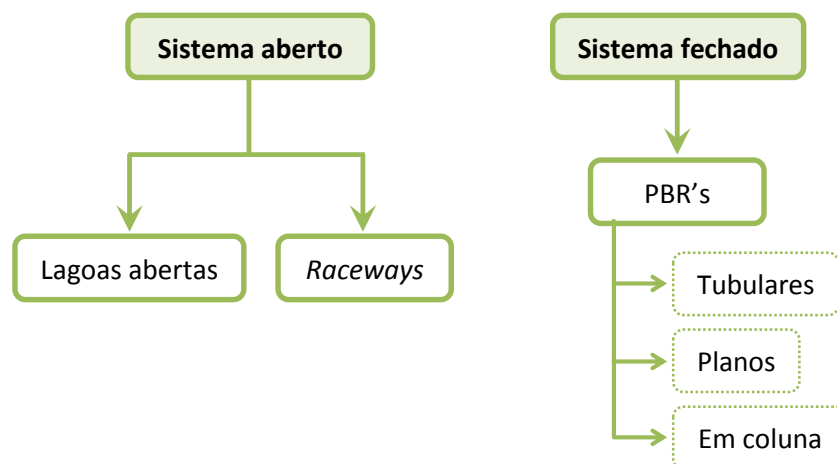 Sistema aberto
Sistema fechado
PBR's
Lagoas abertas
Raceways
Tubulares
Planos
Em coluna